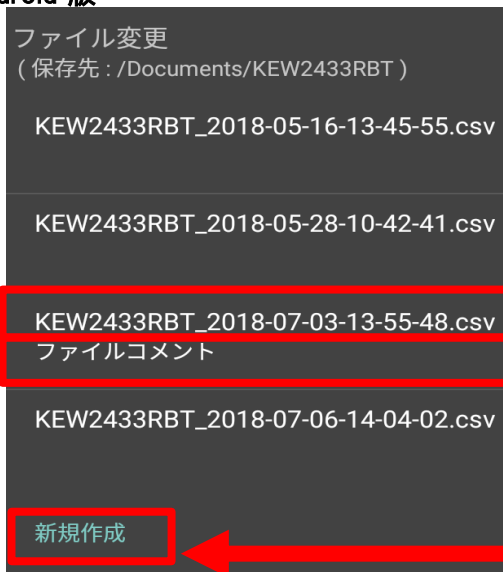 ファイル変更
( 保存先 : /Documents/KEW2433RBT )
KEW2433RBT_2018-05-16-13-45-55.csv
KEW2433RBT_2018-05-28-10-42-41.csv
KEW2433RBT_2018-07-03-13-55-48.csv
ファイルコメント
KEW2433RBT_2018-07-06-14-04-02.csv
新規作成